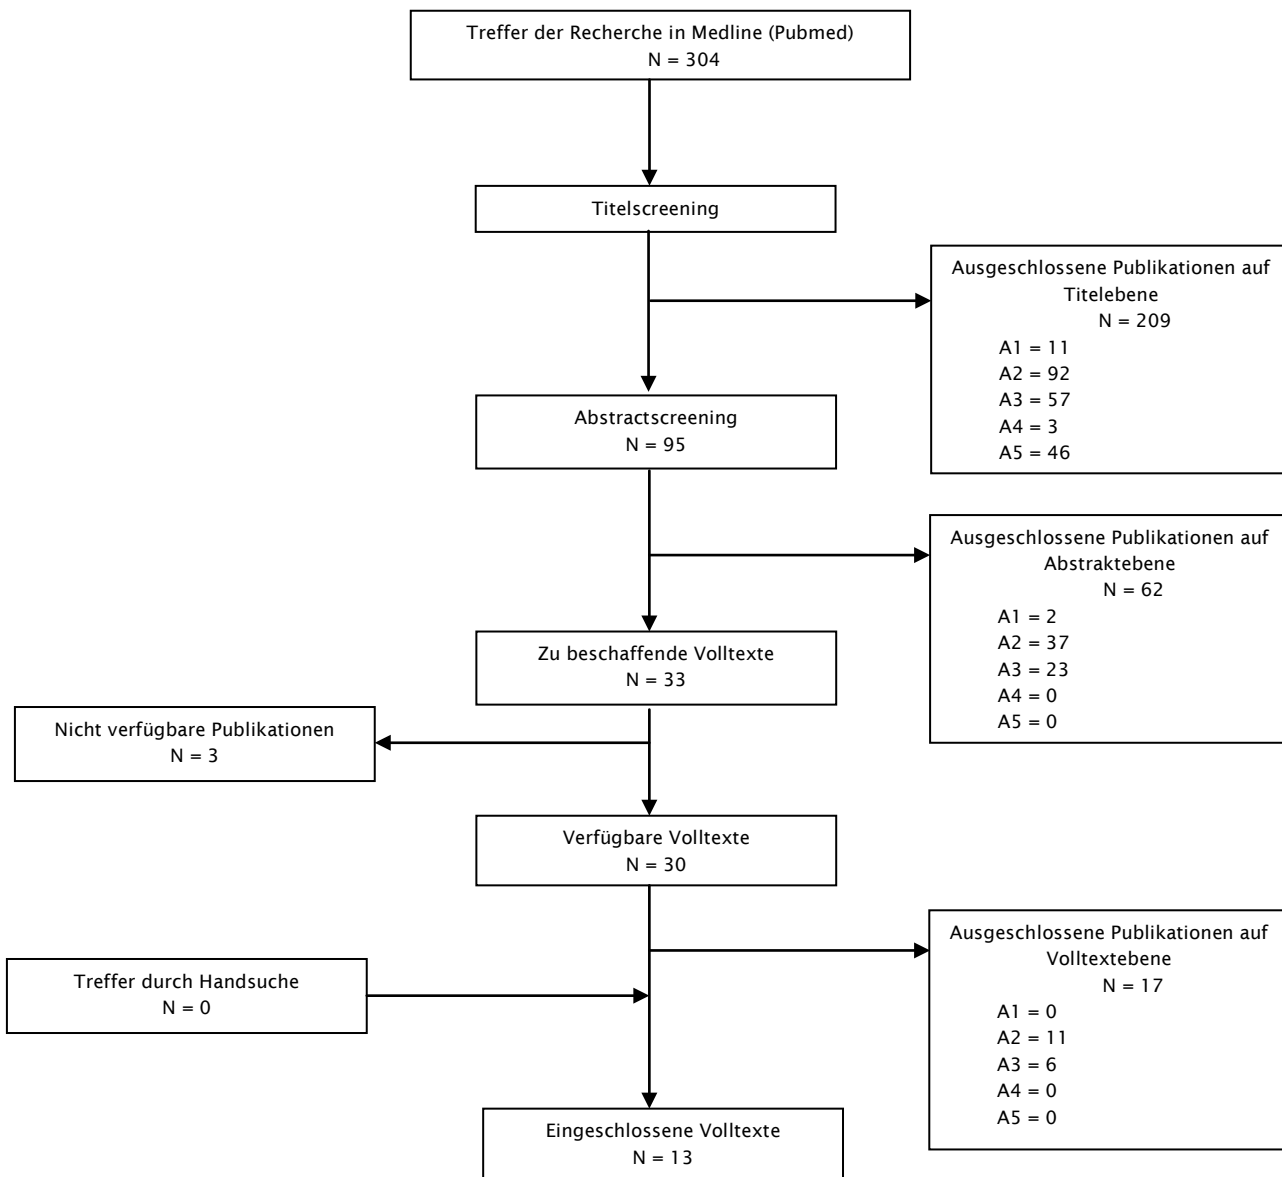 Treffer der Recherche in Medline (Pubmed)
N = 304
Titelscreening
Ausgeschlossene Publikationen auf
Titelebene
N = 209
A1 = 11
A2 = 92
A3 = 57
A4 = 3
A5 = 46
Abstractscreening
N = 95
Ausgeschlossene Publikationen auf
Abstraktebene
N = 62
A1 = 2
A2 = 37
A3 = 23
A4 = 0
A5 = 0
Zu beschaffende Volltexte
N = 33
Nicht verfügbare Publikationen
N = 3
Verfügbare Volltexte
N = 30
Ausgeschlossene Publikationen auf
Volltextebene
N = 17
A1 = 0
A2 = 11
A3 = 6
A4 = 0
A5 = 0
Treffer durch Handsuche
N = 0
Eingeschlossene Volltexte
N = 13